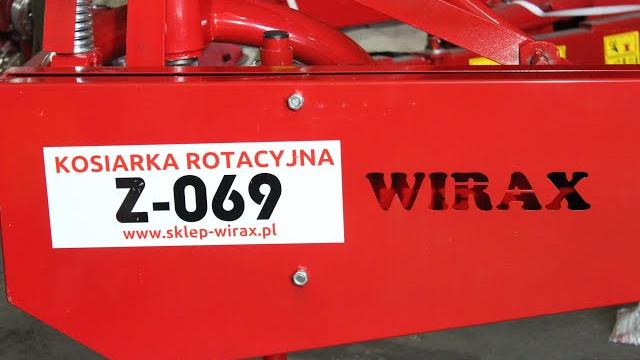 KOSIARKA ROTACYJNA
Z-069
www.sklep-wirax.pl
WIRAX